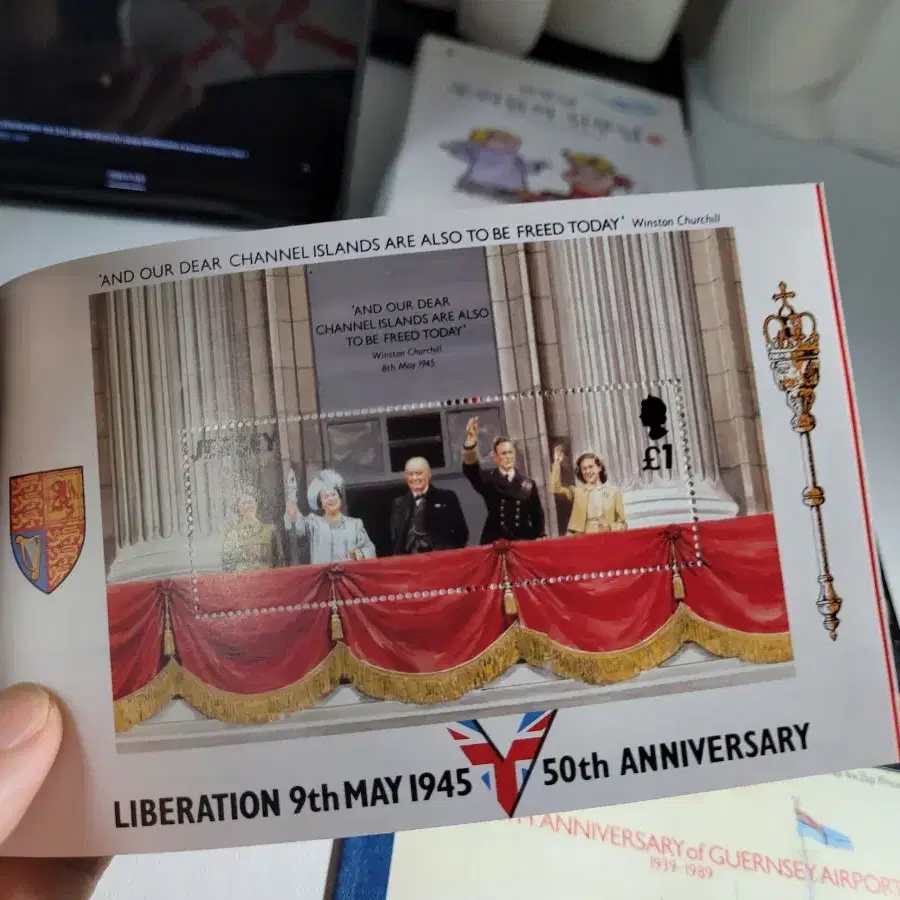 'AND OUR DEAR CHANNEL ISLANDS ARE ALSO TO BE FREED TODAY' Winston Churchill
'AND OUR DEAR
CHANNEL ISLANDS ARE ALSO
TO BE FREED TODAY'
Winston Churchill
8th May 1945
JERSEY
£1
LIBERATION 9th MAY 1945 50th ANNIVERSARY
ANNIVERSARY of GUERNSEY AIRPORT
1939-1989